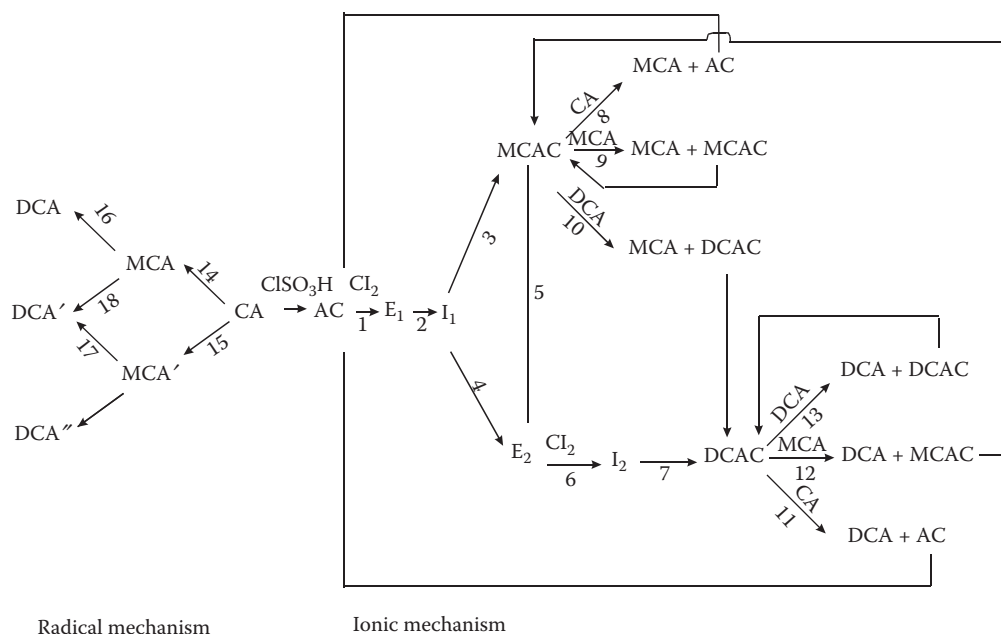 MCA + AC
CA
8
MCAC
MCA
9
MCA + MCAC
DCA
10
MCA + DCAC
DCA
16
MCA
14
ClSO₃H
CI₂
DCA′
18
CA
AC
1
E₁
2
I₁
3
5
17
15
MCA′
4
DCA″
E₂
CI₂
6
I₂
7
DCAC
DCA
13
DCA + DCAC
MCA
12
DCA + MCAC
CA
11
DCA + AC
Radical mechanism
Ionic mechanism